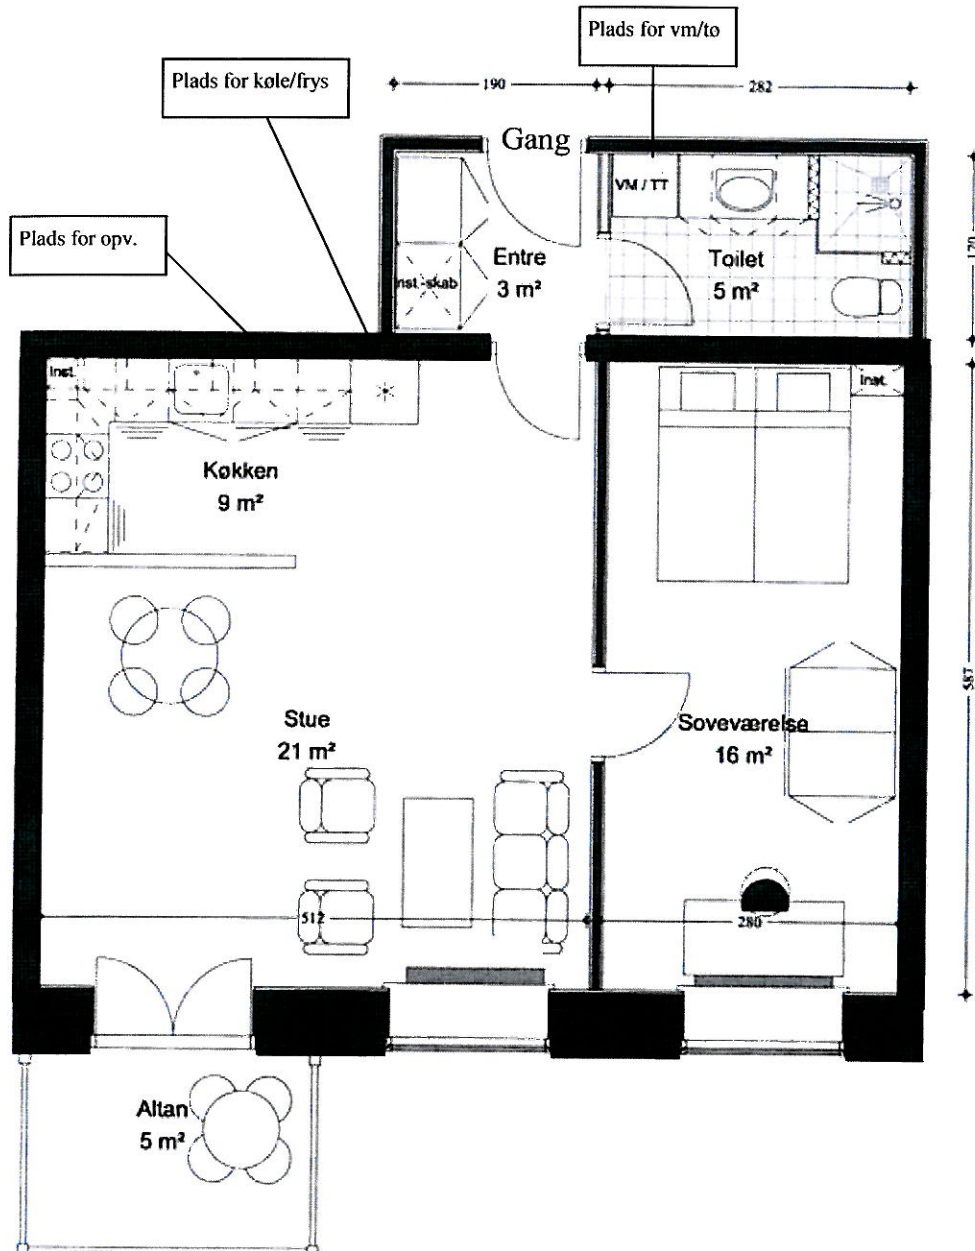 Plads for vm/tø
Plads for køle/frys
190
282
Gang
Plads for opv.
VM / TT
Entre
3 m²
Toilet
5 m²
170
Inst.-skab
Inst.
Inst.
Køkken
9 m²
587
Stue
21 m²
Soveværelse
16 m²
512
280
Altan
5 m²